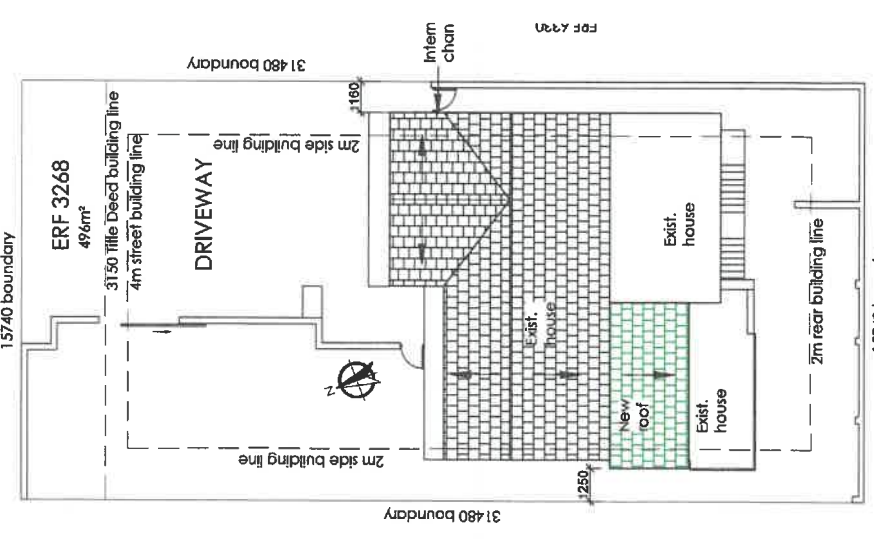 ERF 6330
31480 boundary
Intern
chan
1160
15740 boundary
ERF 3268
496m²
3150 Title Deed building line
4m street building line
DRIVEWAY
2m side building line
Exist.
house
Exist.
house
New
roof
Exist.
house
2m rear building line
N
2m side building line
1250
31480 boundary